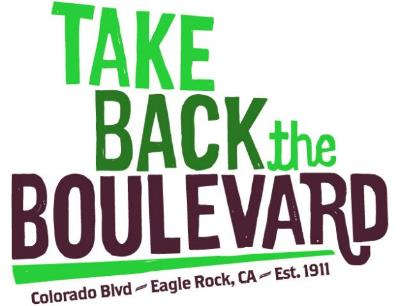 TAKE
BACK the
BOULEVARD
Colorado Blvd ~ Eagle Rock, CA ~ Est. 1911